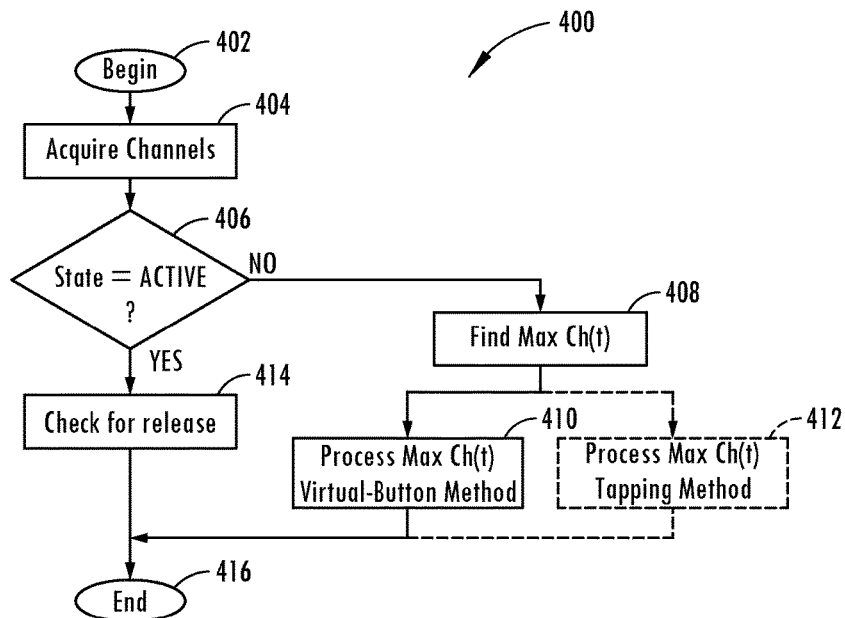 400
402
Begin
404
Acquire Channels
406
State = ACTIVE
?
NO
YES
408
Find Max Ch(t)
414
Check for release
410
Process Max Ch(t)
Virtual-Button Method
412
Process Max Ch(t)
Tapping Method
416
End